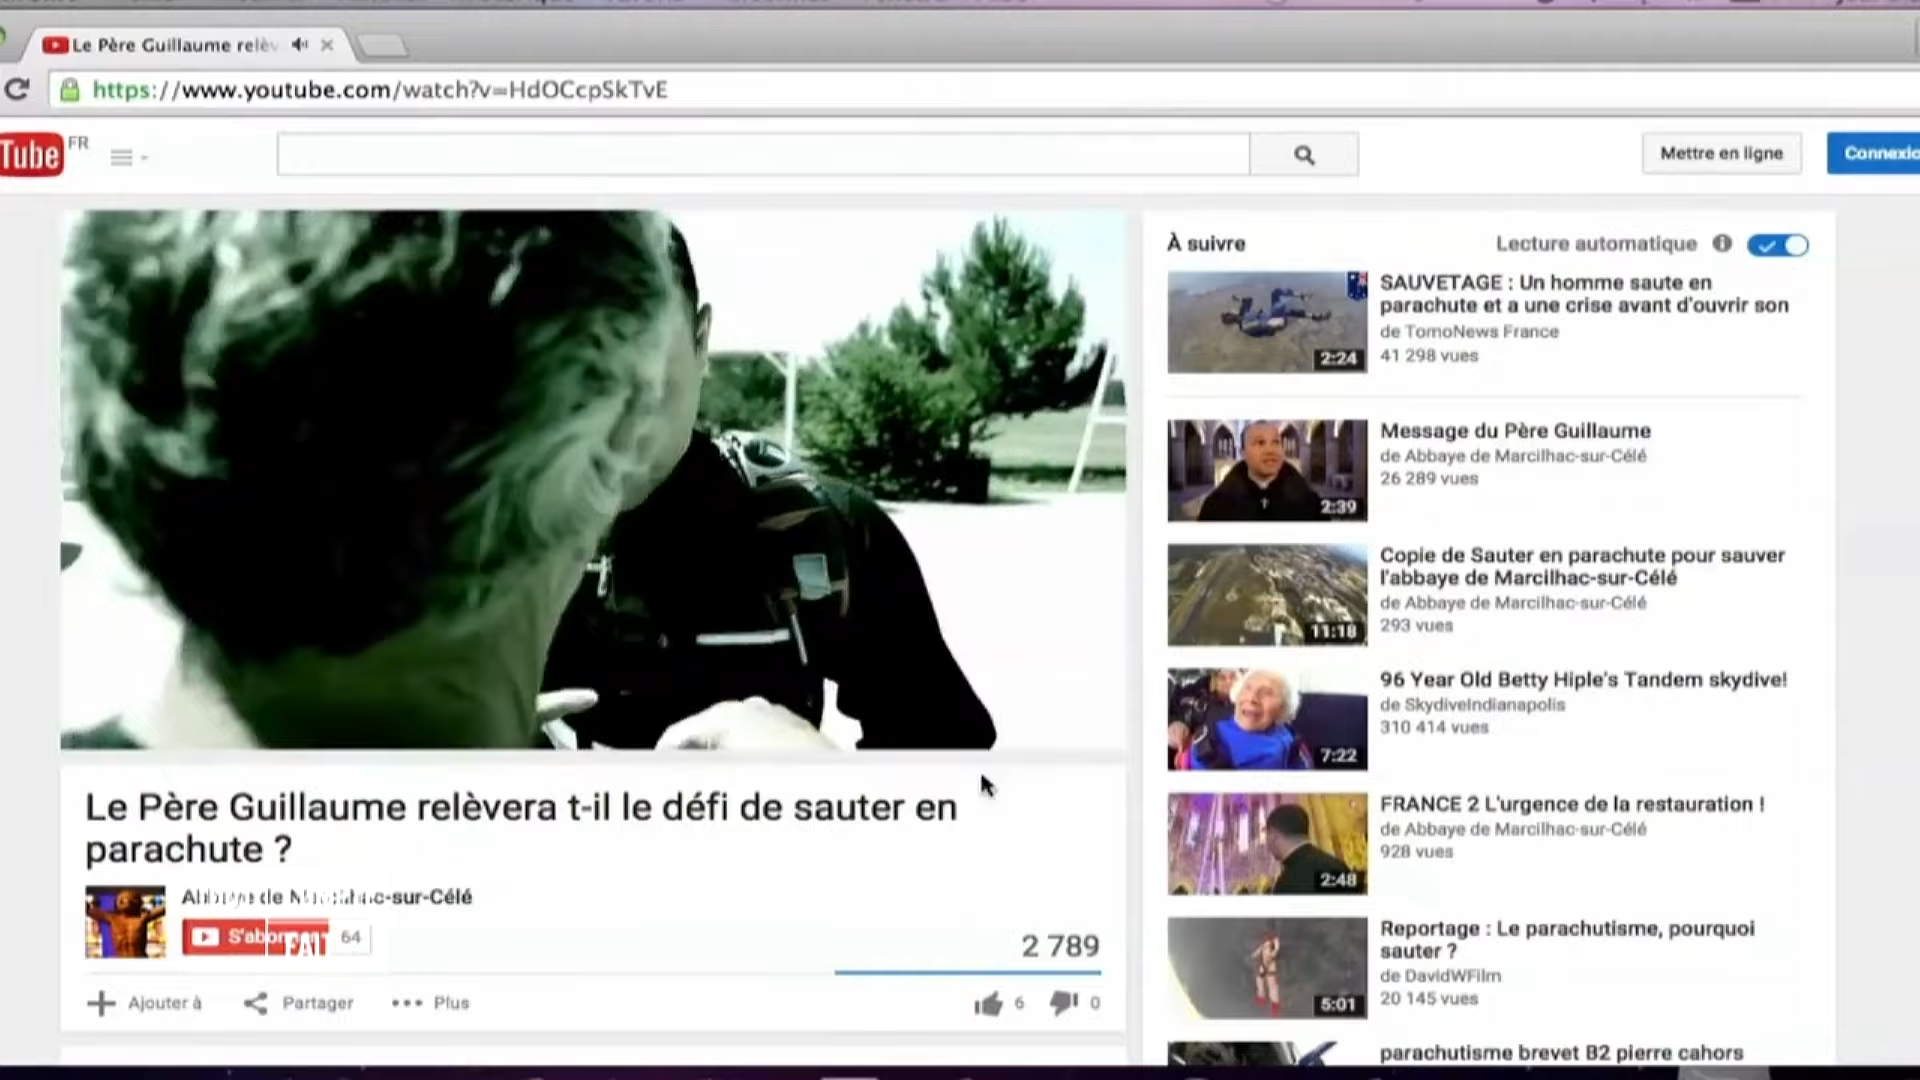 Le Père Guillaume relèv
https://www.youtube.com/watch?v=HdOCcpSkTvE
Tube FR
Mettre en ligne
Connexio
À suivre
Lecture automatique
SAUVETAGE : Un homme saute en
parachute et a une crise avant d'ouvrir son
de TomoNews France
41 298 vues
2:24
Message du Père Guillaume
de Abbaye de Marcilhac-sur-Célé
26 289 vues
2:39
Copie de Sauter en parachute pour sauver
l'abbaye de Marcilhac-sur-Célé
de Abbaye de Marcilhac-sur-Célé
293 vues
11:18
96 Year Old Betty Hiple's Tandem skydive!
de SkydiveIndianapolis
310 414 vues
7:22
FRANCE 2 L'urgence de la restauration !
de Abbaye de Marcilhac-sur-Célé
928 vues
2:48
Reportage : Le parachutisme, pourquoi
sauter ?
de DavidWFilm
20 145 vues
5:01
parachutisme brevet B2 pierre cahors
Le Père Guillaume relèvera t-il le défi de sauter en
parachute ?
de
-sur-Célé
64
2 789
Ajouter à
Partager
Plus
6
0